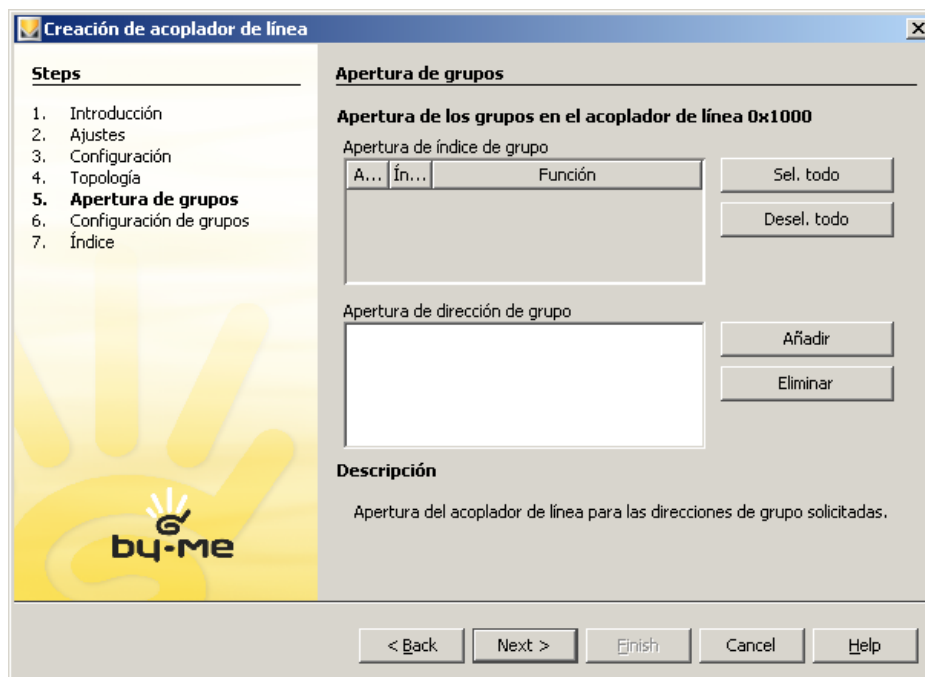 Creación de acoplador de línea
Steps
1. Introducción
2. Ajustes
3. Configuración
4. Topología
5. Apertura de grupos
6. Configuración de grupos
7. Índice
by-me
Apertura de grupos
Apertura de los grupos en el acoplador de línea 0x1000
Apertura de índice de grupo
A... Ín... Función
Sel. todo
Desel. todo
Apertura de dirección de grupo
Añadir
Eliminar
Descripción
Apertura del acoplador de línea para las direcciones de grupo solicitadas.
< Back Next > Finish Cancel Help